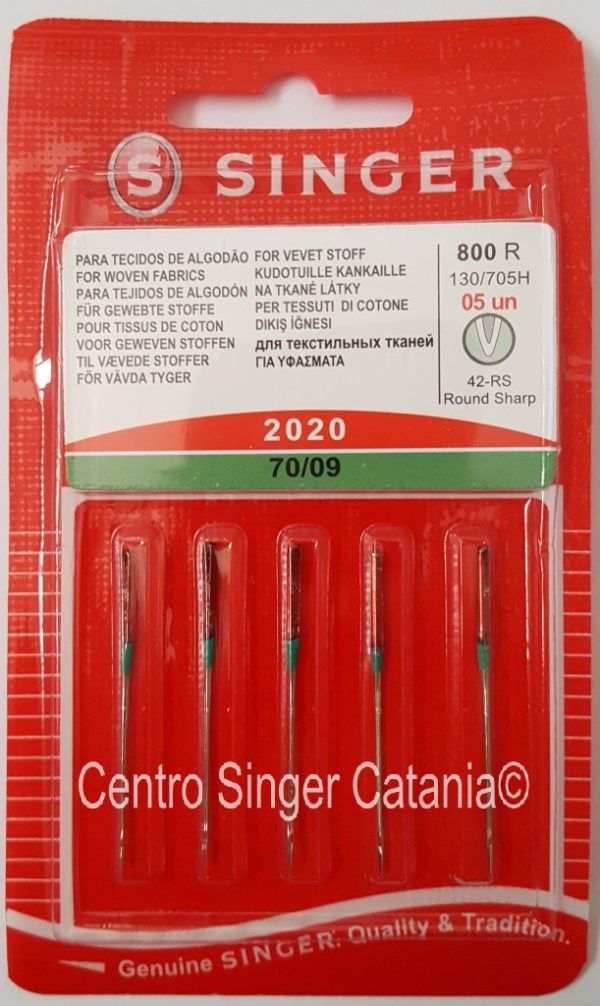 S SINGER®
PARA TECIDOS DE ALGODÃO
FOR WOVEN FABRICS
PARA TEJIDOS DE ALGODÓN
FÜR GEWEBTE STOFFE
POUR TISSUS DE COTON
VOOR GEWEVEN STOFFEN
TIL VÆVEDE STOFFER
FÖR VÄVDA TYGER
FOR VEVET STOFF
KUDOTUILLE KANKAILLE
NA TKANÉ LÁTKY
PER TESSUTI DI COTONE
DIKIŞ İĞNESI
для текстильных тканей
ΓΙΑ ΥΦΑΣΜΑΤΑ
800 R
130/705H
05 un
42-RS
Round Sharp
2020
70/09
Centro Singer Catania©
Genuine SINGER. Quality & Tradition.